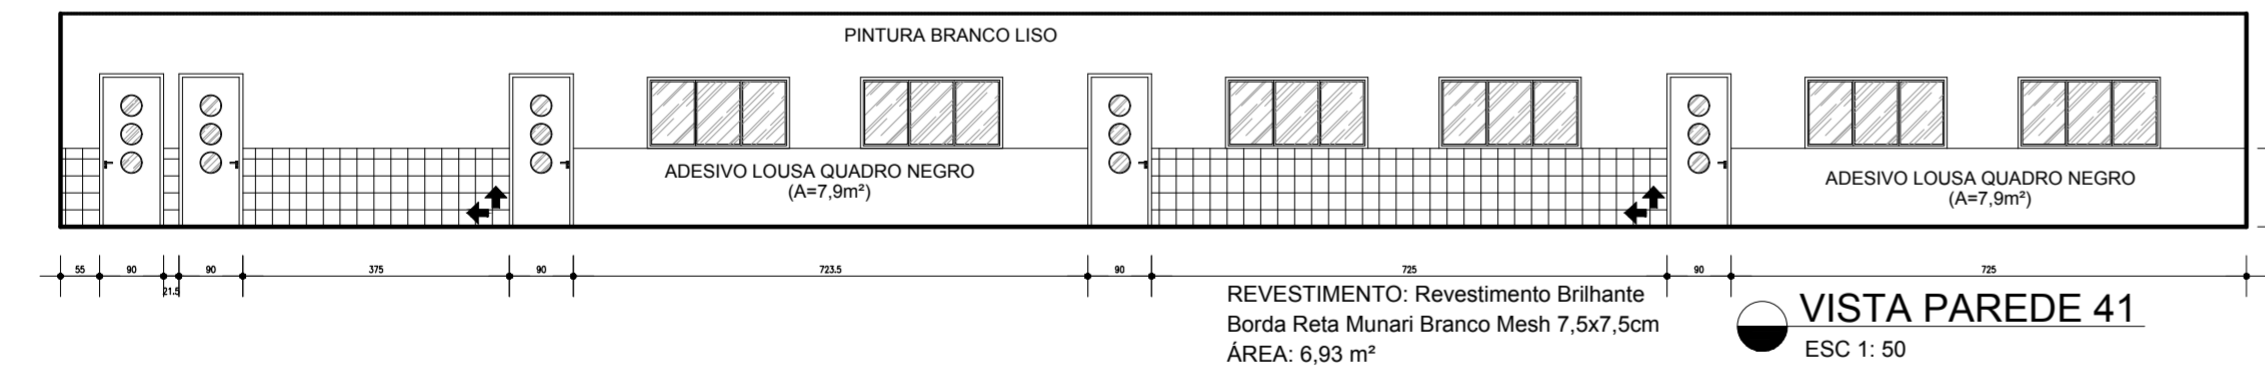 PINTURA BRANCO LISO
ADESIVO LOUSA QUADRO NEGRO
(A=7,9m²)
ADESIVO LOUSA QUADRO NEGRO
(A=7,9m²)
55 90 90 375 90 723.5 90 725 90 725
21.5
REVESTIMENTO: Revestimento Brilhante
Borda Reta Munari Branco Mesh 7,5x7,5cm
ÁREA: 6,93 m²
VISTA PAREDE 41
ESC 1: 50